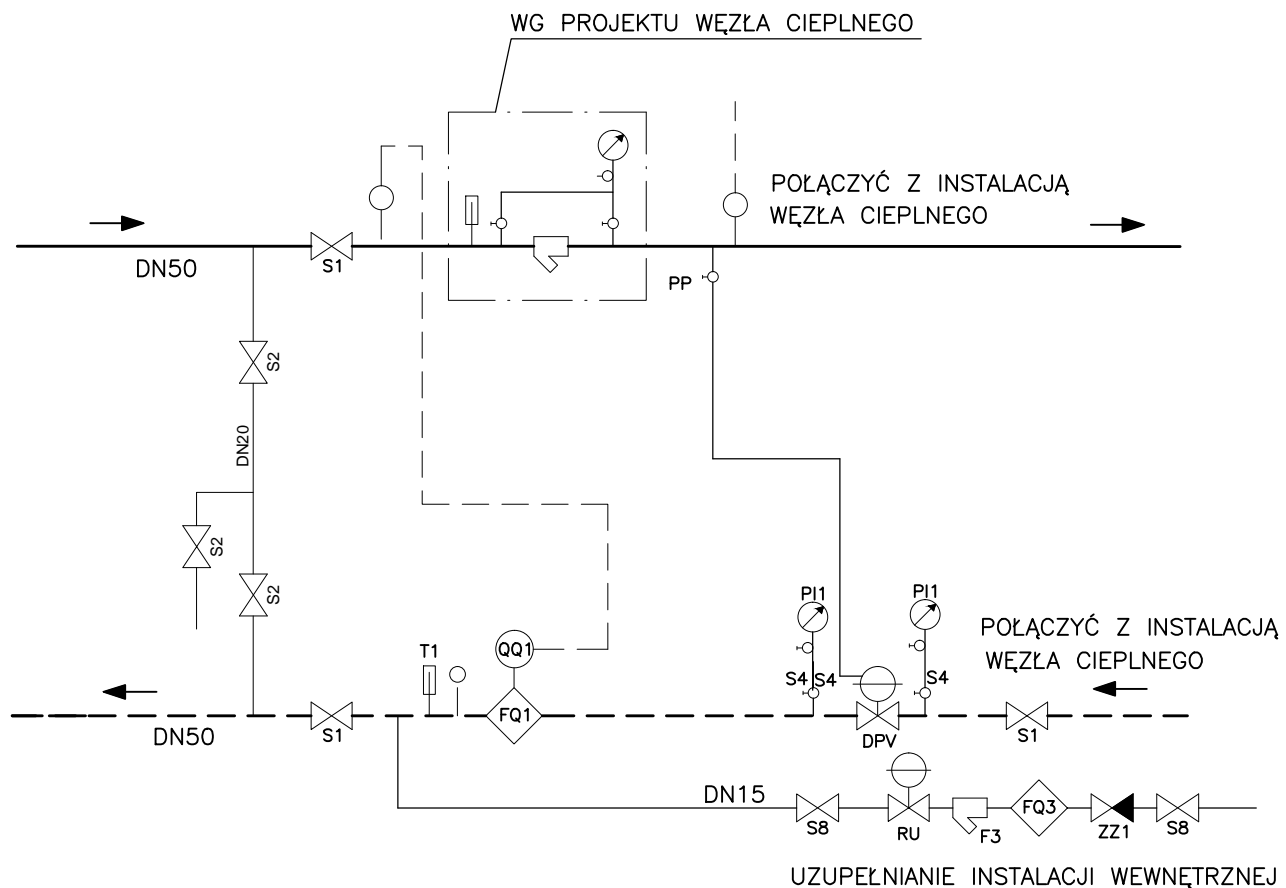 WG PROJEKTU WĘZŁA CIEPLNEGO
POŁĄCZYĆ Z INSTALACJĄ
WĘZŁA CIEPLNEGO
DN50
S1
PP
S2
DN20
S2
S2
PI1
PI1
POŁĄCZYĆ Z INSTALACJĄ
WĘZŁA CIEPLNEGO
T1
QQ1
S4
S4
S4
FQ1
DN50
S1
DPV
S1
DN15
FQ3
S8
RU
F3
ZZ1
S8
UZUPEŁNIANIE INSTALACJI WEWNĘTRZNEJ